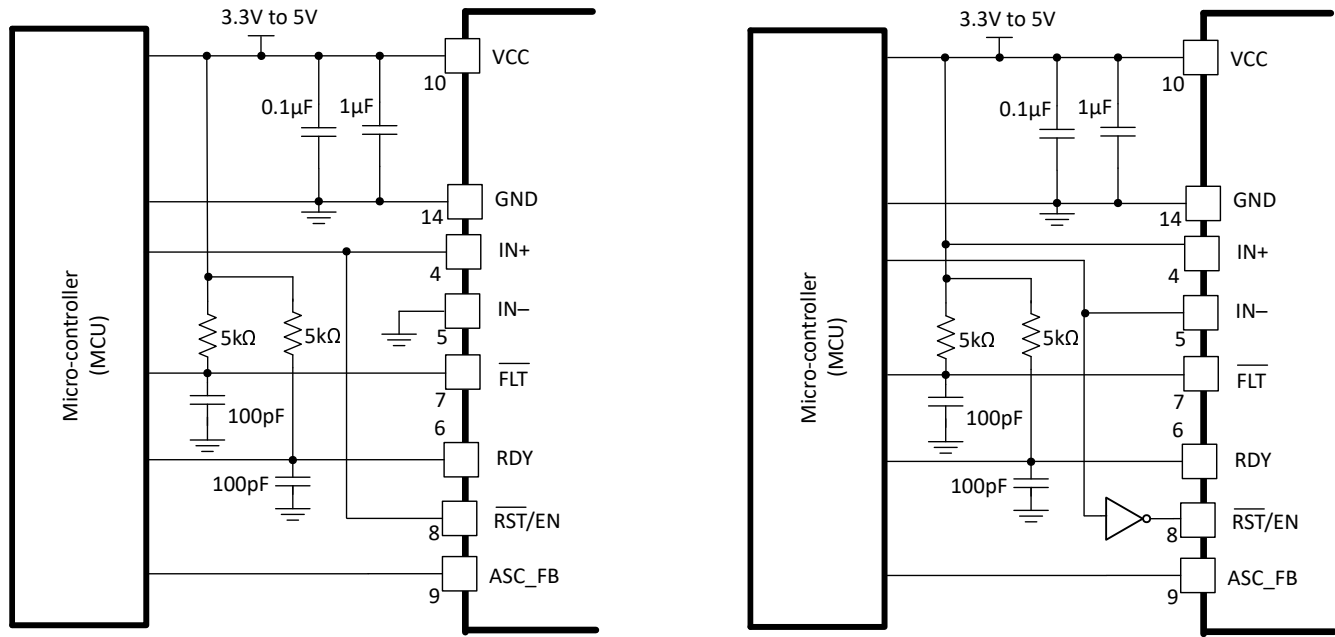 3.3V to 5V
VCC
10
0.1µF
1µF
GND
14
IN+
4
IN–
5
5kΩ
5kΩ
FLT
7
100pF
6
RDY
100pF
RST/EN
8
ASC_FB
9
Micro-controller
(MCU)
3.3V to 5V
VCC
10
0.1µF
1µF
GND
14
IN+
4
IN–
5
5kΩ
5kΩ
FLT
7
100pF
6
RDY
100pF
RST/EN
8
ASC_FB
9
Micro-controller
(MCU)